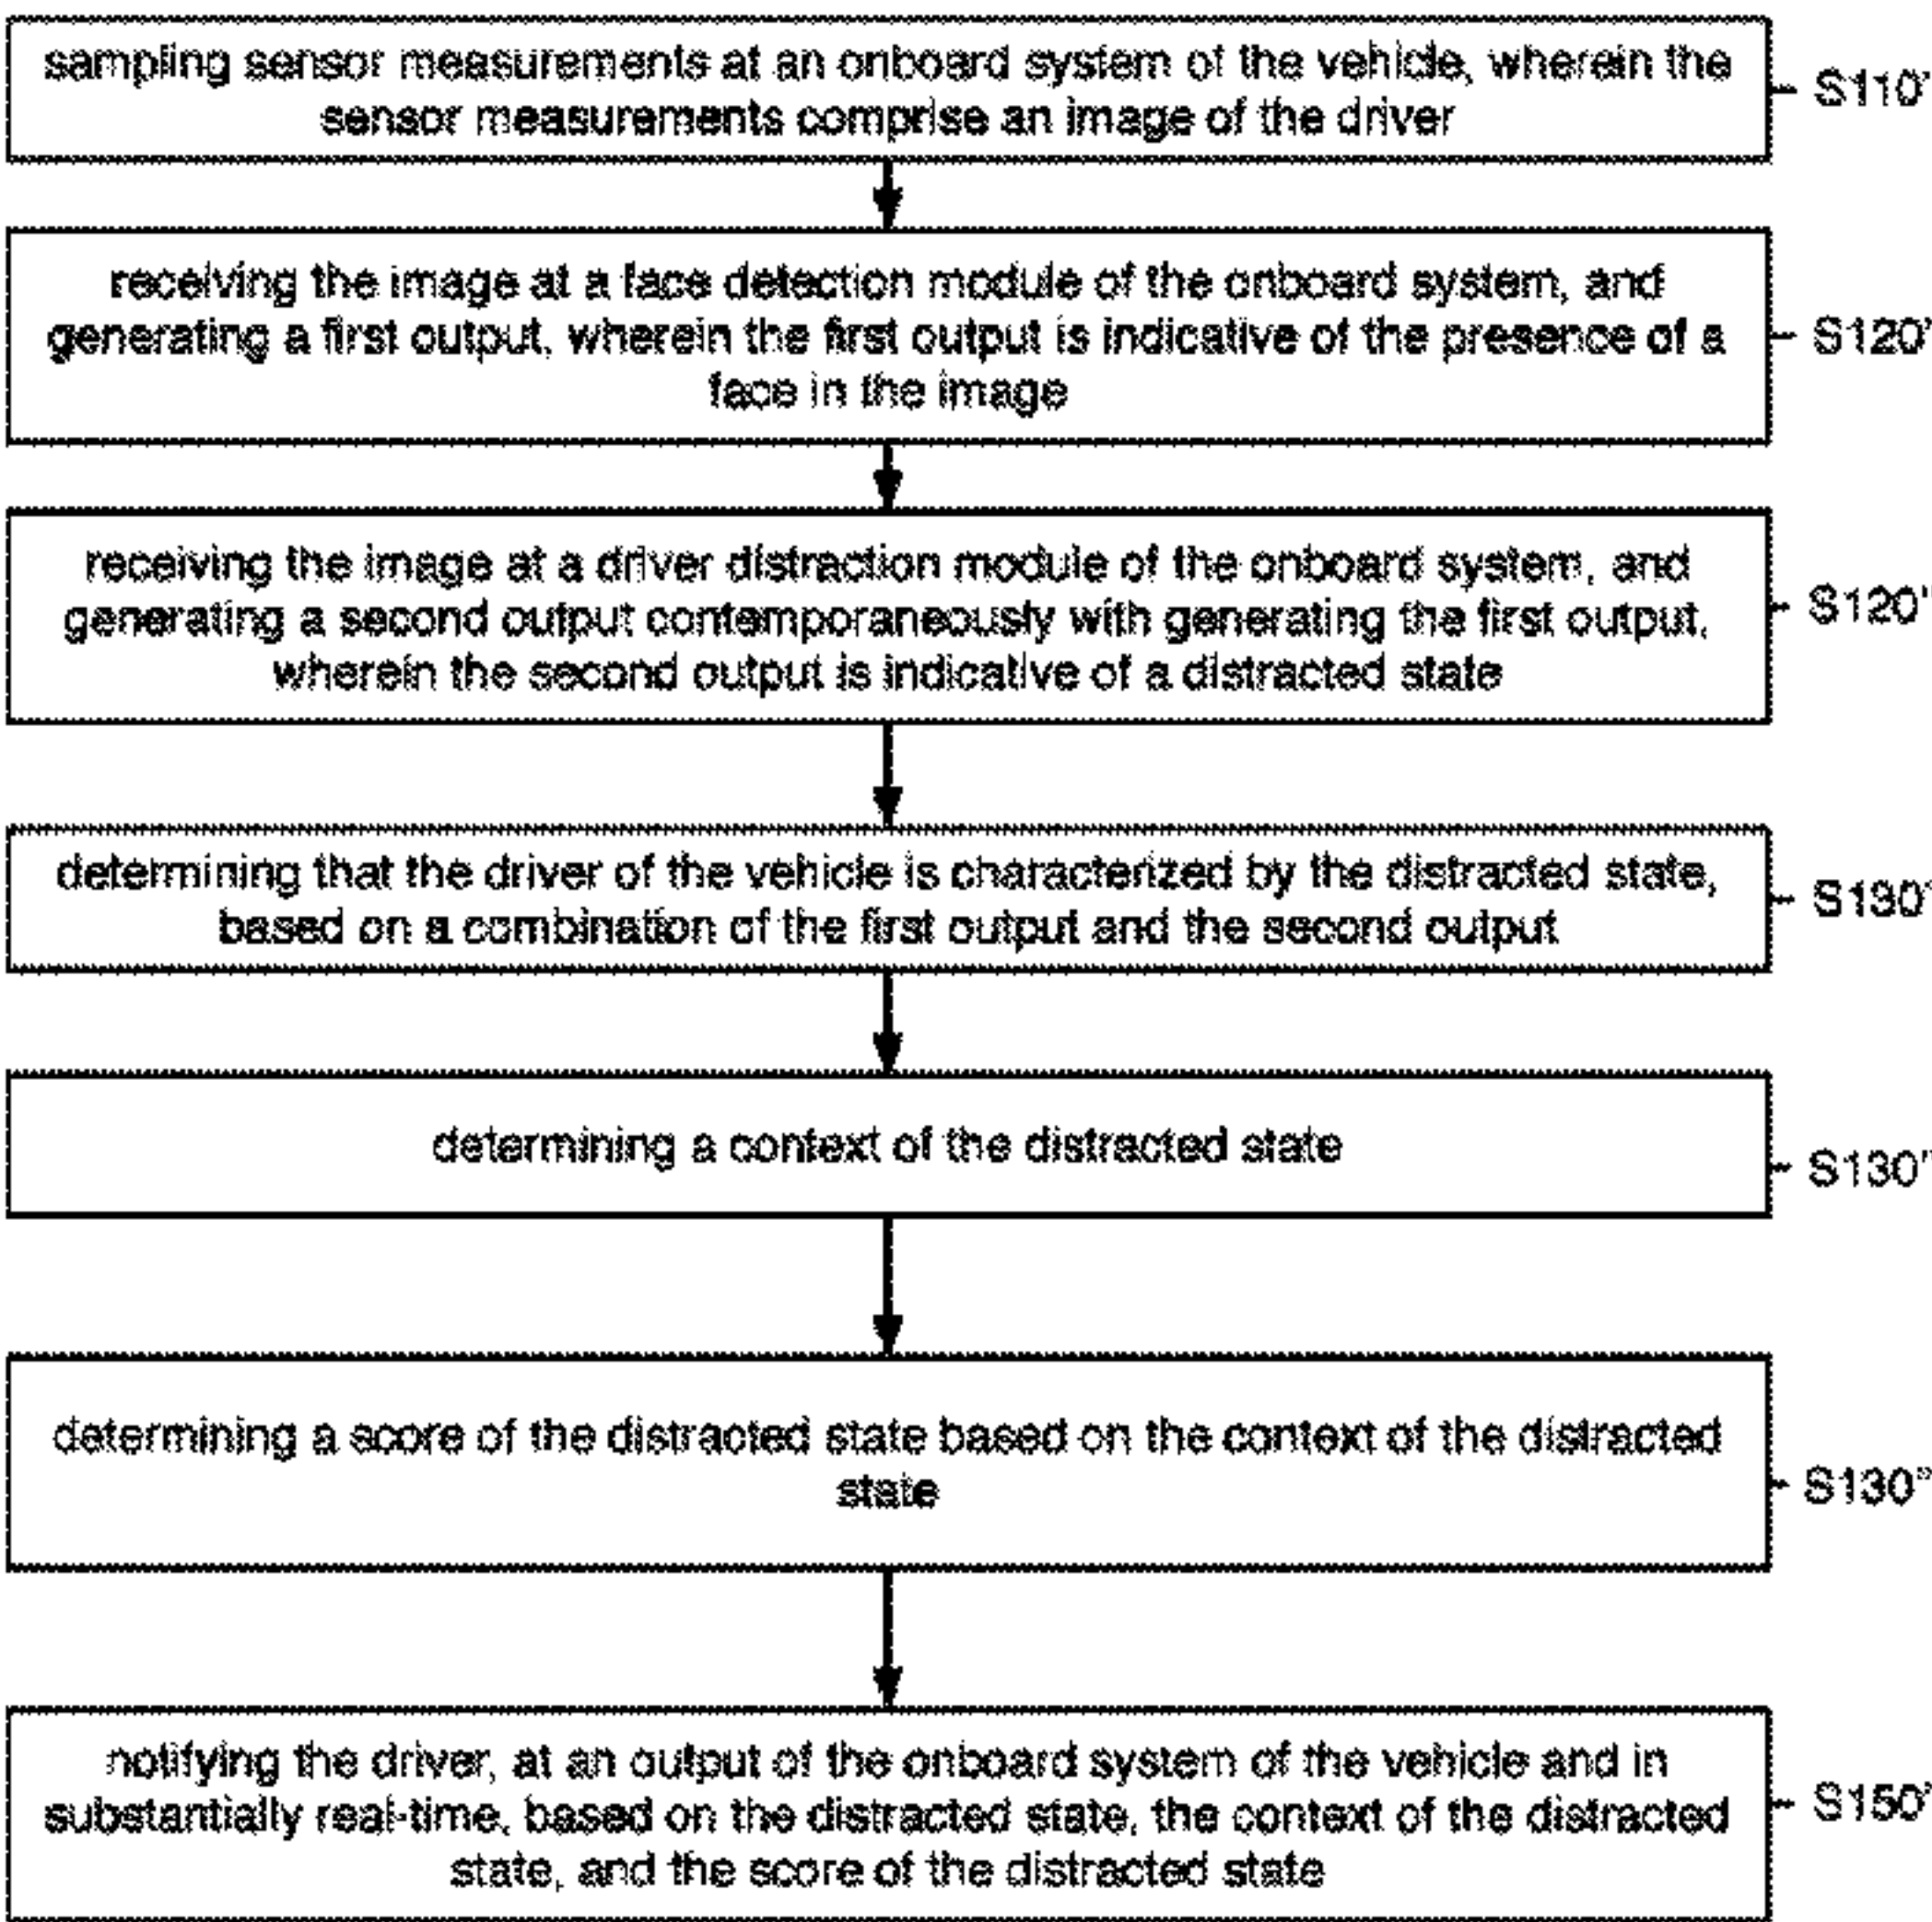 sampling sensor measurements at an onboard system of the vehicle, wherein the
sensor measurements comprise an image of the driver
S110'
receiving the image at a face detection module of the onboard system, and
generating a first output, wherein the first output is indicative of the presence of a
face in the image
S120'
receiving the image at a driver distraction module of the onboard system, and
generating a second output contemporaneously with generating the first output,
wherein the second output is indicative of a distracted state
S120"
determining that the driver of the vehicle is characterized by the distracted state,
based on a combination of the first output and the second output
S130'
determining a context of the distracted state
S130"
determining a score of the distracted state based on the context of the distracted
state
S130"
notifying the driver, at an output of the onboard system of the vehicle and in
substantially real-time, based on the distracted state, the context of the distracted
state, and the score of the distracted state
S150'